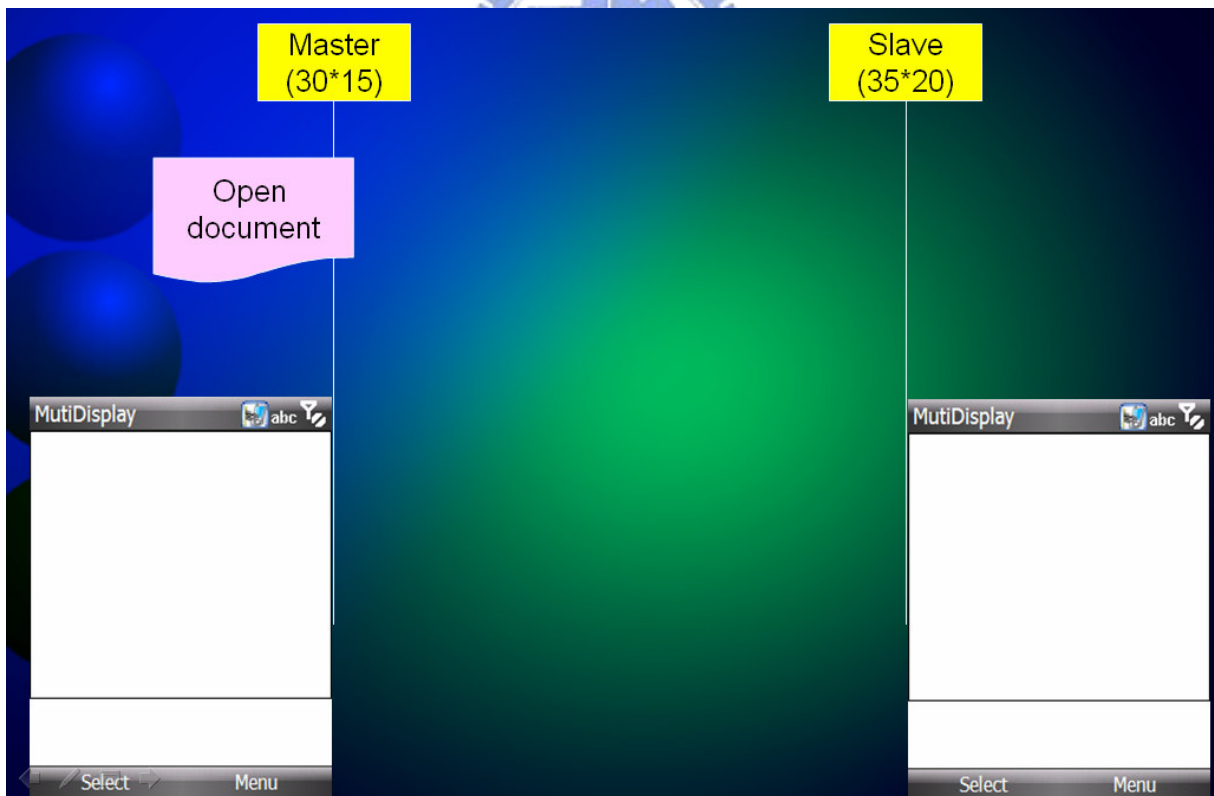 Master
(30*15)
Slave
(35*20)
Open
document
MutiDisplay abc
Select Menu
MutiDisplay abc
Select Menu